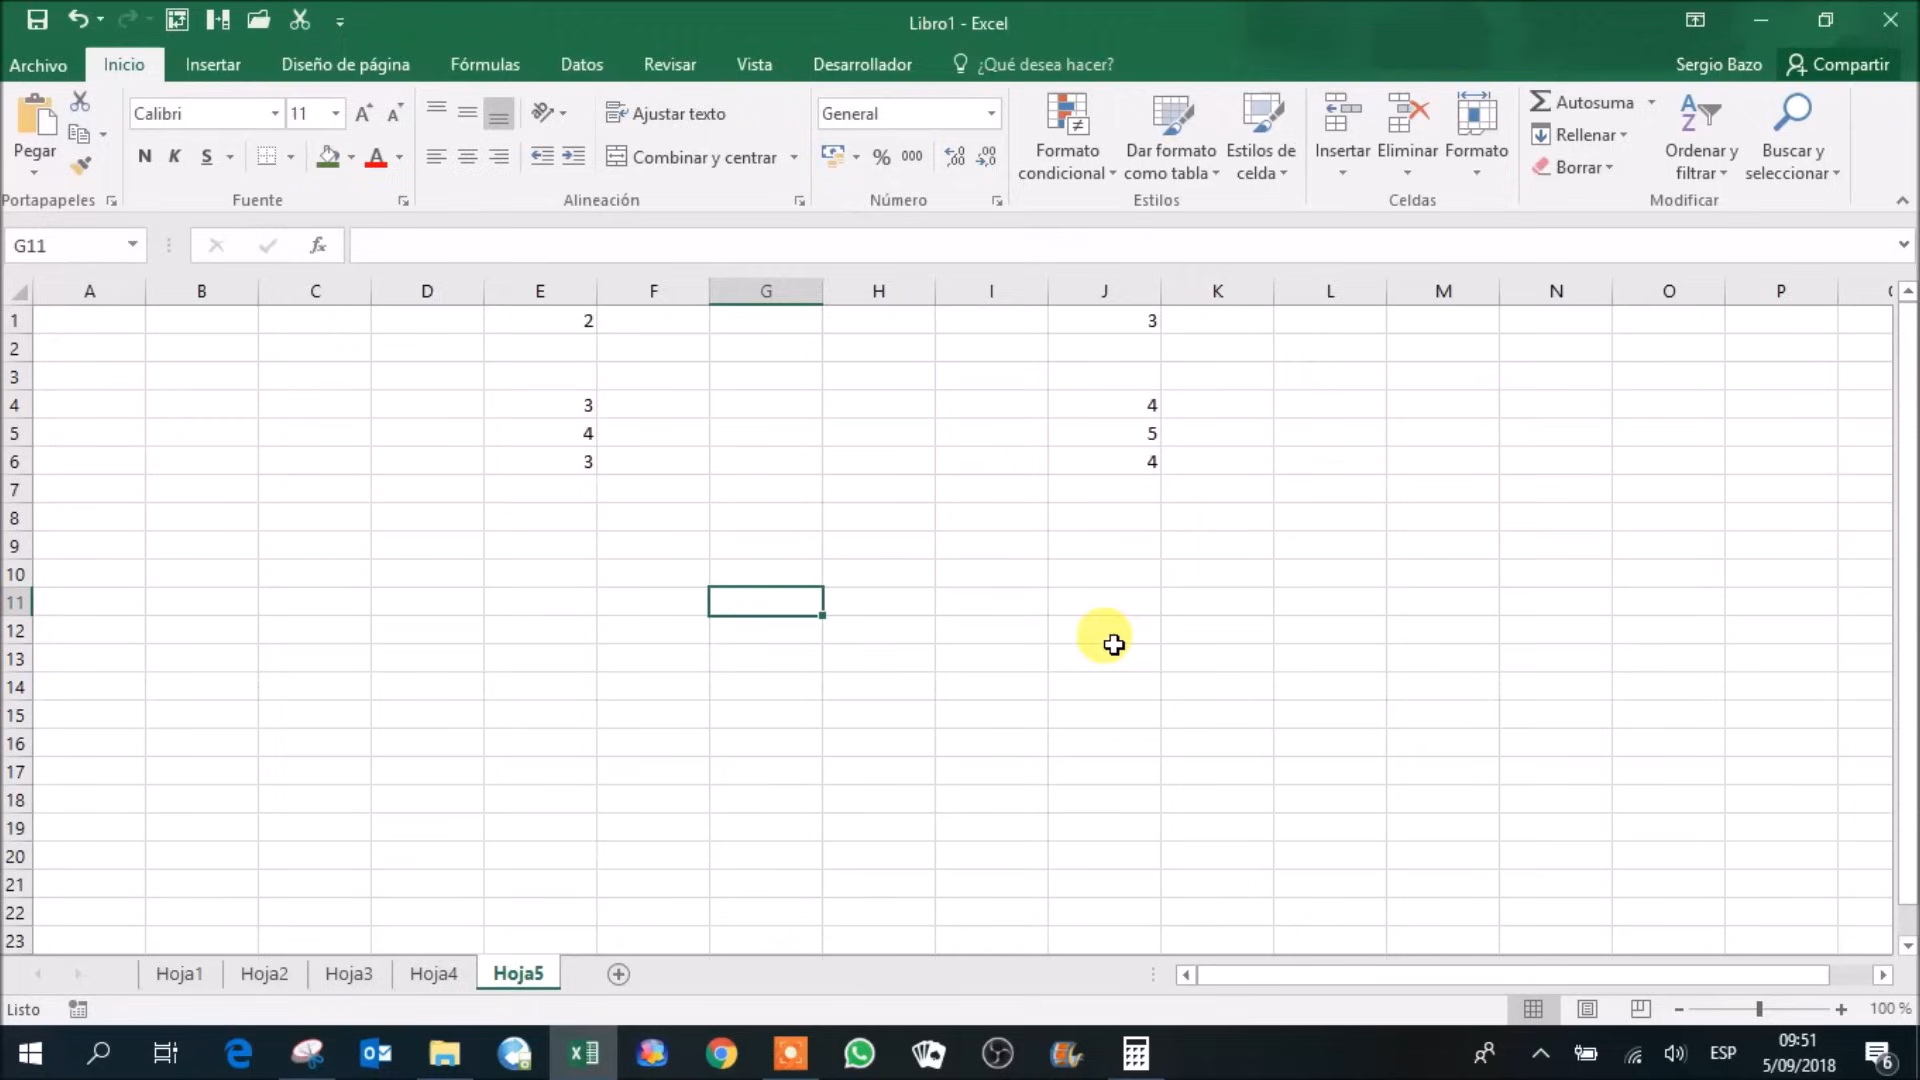 Libro1 - Excel
Archivo Inicio Insertar Diseño de página Fórmulas Datos Revisar Vista Desarrollador ¿Qué desea hacer? Sergio Bazo Compartir
Pegar
Portapapeles
Calibri 11
N K S
Fuente
Ajustar texto
Combinar y centrar
Alineación
General
% 000
Número
Formato condicional
Dar formato como tabla
Estilos de celda
Estilos
Insertar Eliminar Formato
Celdas
Autosuma
Rellenar
Borrar
Ordenar y filtrar
Buscar y seleccionar
Modificar
G11 fx
A B C D E F G H I J K L M N O P
1 2 3
2
3
4 3 4
5 4 5
6 3 4
7
8
9
10
11
12
13
14
15
16
17
18
19
20
21
22
23
Hoja1 Hoja2 Hoja3 Hoja4 Hoja5
Listo 100 %
ESP 09:51
5/09/2018 6